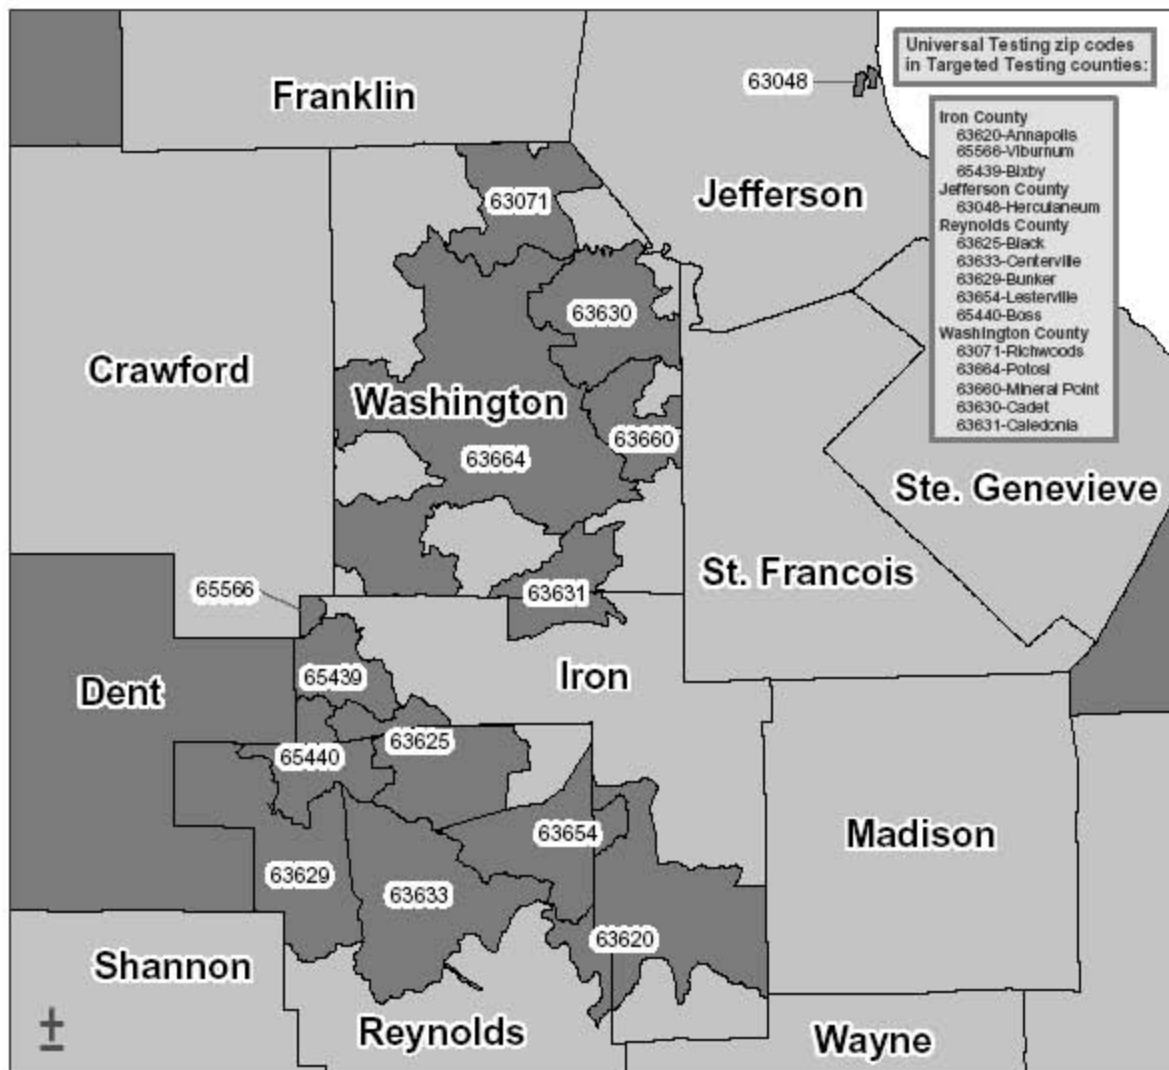 Universal Testing zip codes
in Targeted Testing counties:
Iron County
63620-Annapolis
65566-Viburnum
65439-Bixby
Jefferson County
63048-Herculaneum
Reynolds County
63625-Black
63633-Centerville
63629-Bunker
63654-Lesterville
65440-Boss
Washington County
63071-Richwoods
63664-Potosi
63660-Mineral Point
63630-Cadet
63631-Caledonia
63048
Franklin
Jefferson
63071
63630
Crawford
Washington
63660
63664
Ste. Genevieve
St. Francois
65566
63631
Iron
65439
Dent
63625
65440
63654
Madison
63629
63633
63620
Shannon
Reynolds
Wayne
±